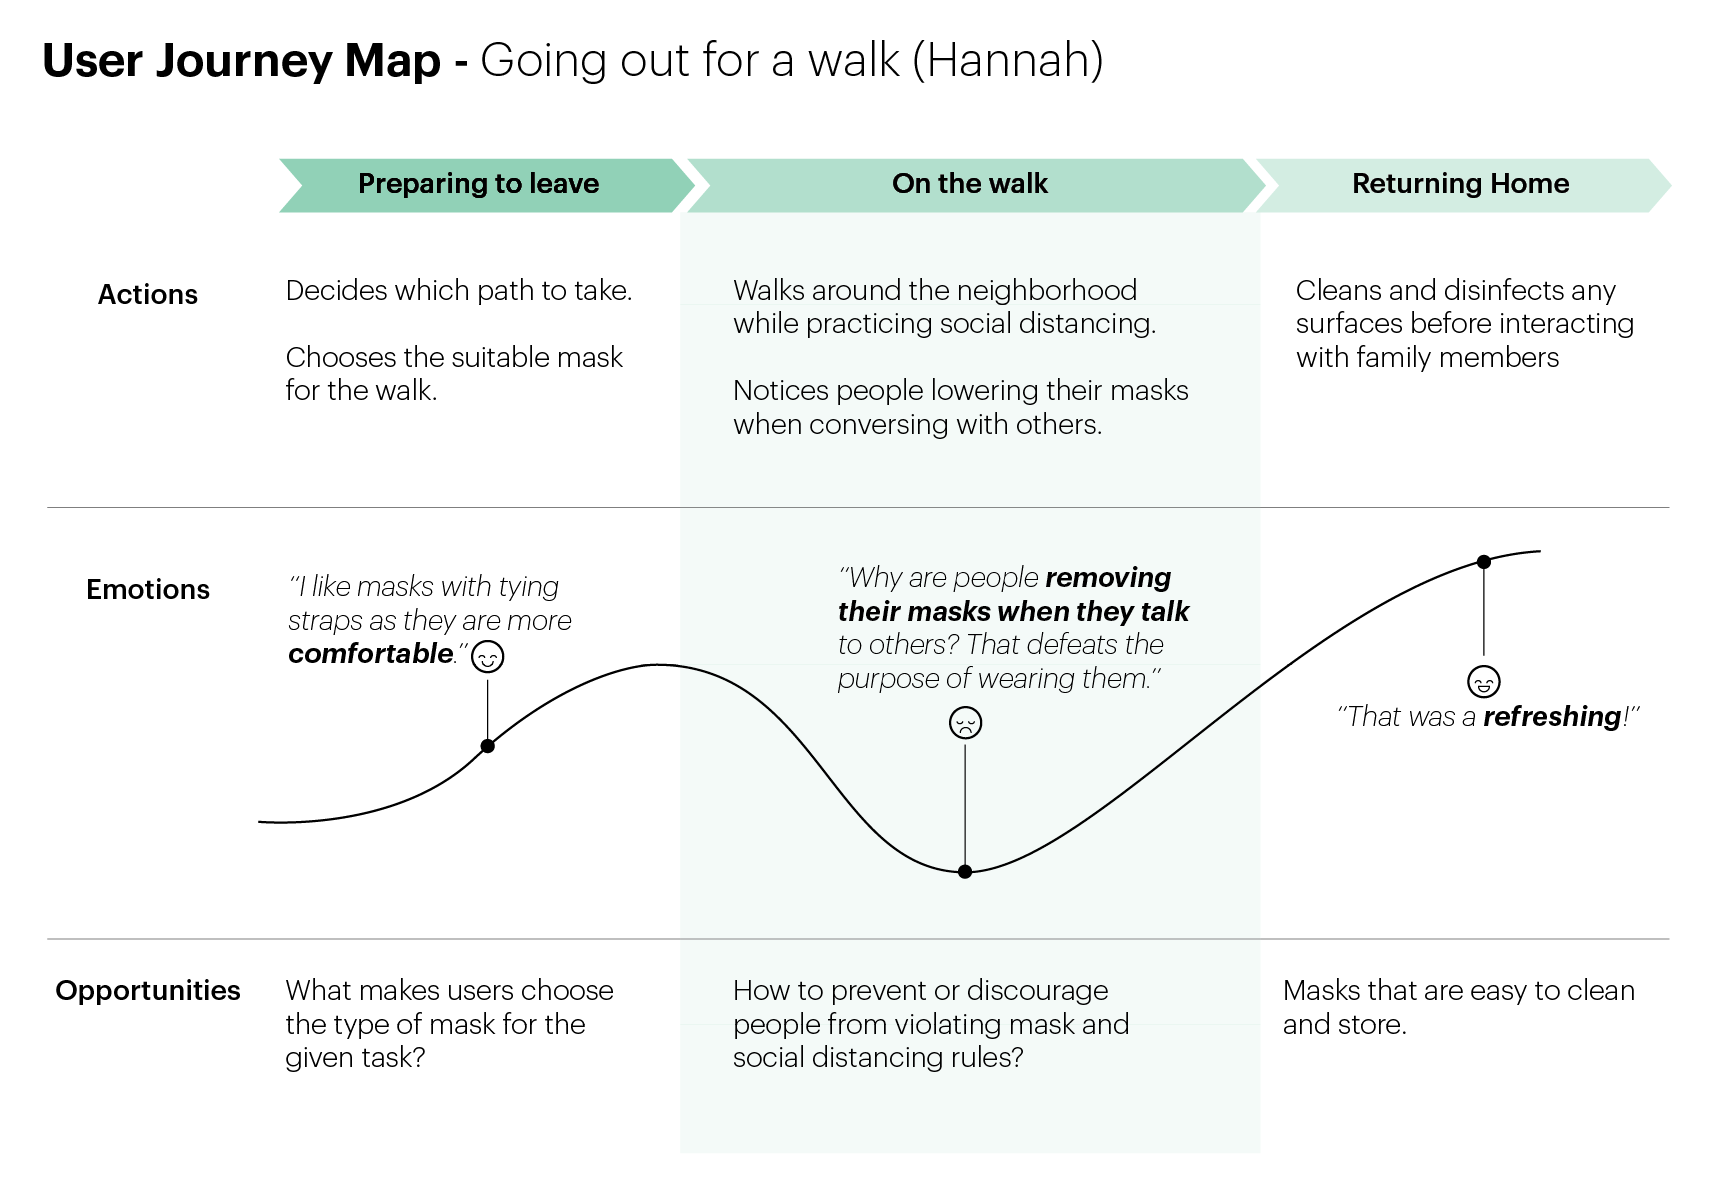 User Journey Map - Going out for a walk (Hannah)
Preparing to leave
On the walk
Returning Home
Actions
Decides which path to take.
Chooses the suitable mask
for the walk.
Walks around the neighborhood
while practicing social distancing.
Notices people lowering their masks
when conversing with others.
Cleans and disinfects any
surfaces before interacting
with family members
Emotions
“I like masks with tying
straps as they are more
comfortable.”
“Why are people removing
their masks when they talk
to others? That defeats the
purpose of wearing them.”
“That was a refreshing!”
Opportunities
What makes users choose
the type of mask for the
given task?
How to prevent or discourage
people from violating mask and
social distancing rules?
Masks that are easy to clean
and store.